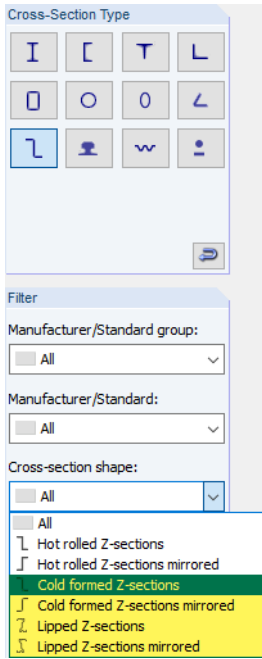 Cross-Section Type
Filter
Manufacturer/Standard group:
All
Manufacturer/Standard:
All
Cross-section shape:
All
All
Hot rolled Z-sections
Hot rolled Z-sections mirrored
Cold formed Z-sections
Cold formed Z-sections mirrored
Lipped Z-sections
Lipped Z-sections mirrored